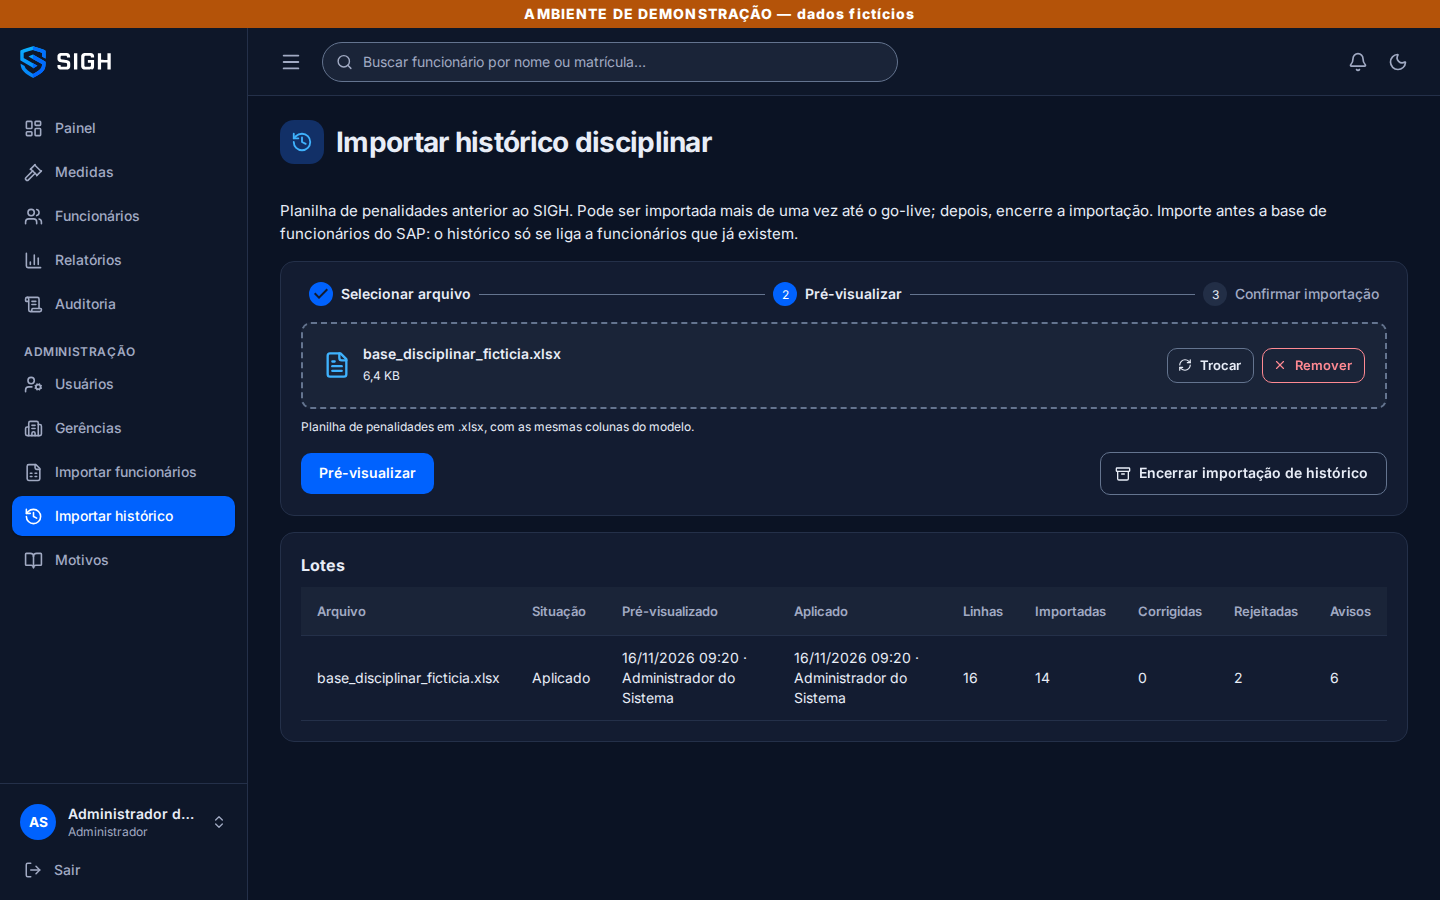 AMBIENTE DE DEMONSTRAÇÃO — dados fictícios
SIGH
Buscar funcionário por nome ou matrícula...
Painel
Medidas
Funcionários
Relatórios
Auditoria
ADMINISTRAÇÃO
Usuários
Gerências
Importar funcionários
Importar histórico
Motivos
Administrador d...
AS
Administrador
Sair
Importar histórico disciplinar
Planilha de penalidades anterior ao SIGH. Pode ser importada mais de uma vez até o go-live; depois, encerre a importação. Importe antes a base de
funcionários do SAP: o histórico só se liga a funcionários que já existem.
Selecionar arquivo 2 Pré-visualizar 3 Confirmar importação
base_disciplinar_ficticia.xlsx
6,4 KB
Trocar Remover
Planilha de penalidades em .xlsx, com as mesmas colunas do modelo.
Pré-visualizar Encerrar importação de histórico
Lotes
Arquivo Situação Pré-visualizado Aplicado Linhas Importadas Corrigidas Rejeitadas Avisos
base_disciplinar_ficticia.xlsx Aplicado 16/11/2026 09:20 · Administrador do Sistema 16/11/2026 09:20 · Administrador do Sistema 16 14 0 2 6